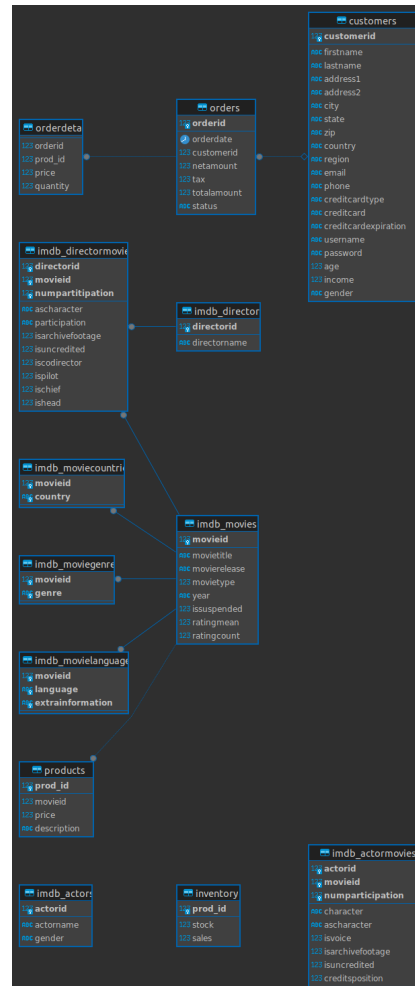 customers
customerid
firstname
lastname
address1
address2
city
state
zip
country
region
email
phone
creditcardtype
creditcard
creditcardexpiration
username
password
age
income
gender
orders
orderid
orderdate
customerid
netamount
tax
totalamount
status
orderdeta
orderid
prod_id
price
quantity
imdb_directormovie
directorid
movieid
numpartitipation
ascharacter
participation
isarchivefootage
isuncredited
iscodirector
ispilot
ischief
ishead
imdb_director
directorid
directorname
imdb_moviecountrie
movieid
country
imdb_moviegenre
movieid
genre
imdb_movies
movieid
movietitle
movierelease
movietype
year
issuspended
ratingmean
ratingcount
imdb_movielanguage
movieid
language
extrainformation
products
prod_id
movieid
price
description
imdb_actors
actorid
actorname
gender
inventory
prod_id
stock
sales
imdb_actormovies
actorid
movieid
numparticipation
character
ascharacter
isvoice
isarchivefootage
isuncredited
creditsposition